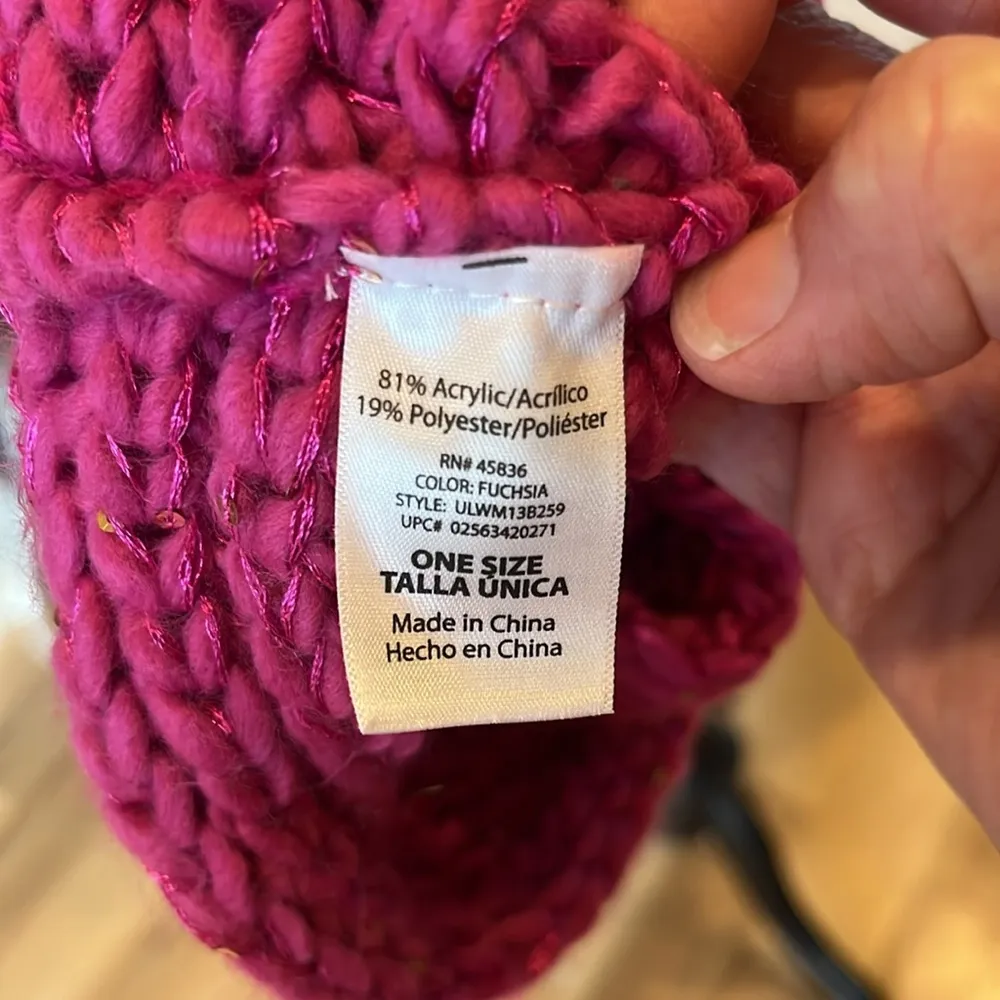 81% Acrylic/Acrílico
19% Polyester/Poliéster
RN# 45836
COLOR: FUCHSIA
STYLE: ULWM13B259
UPC# 02563420271
ONE SIZE
TALLA ÚNICA
Made in China
Hecho en China